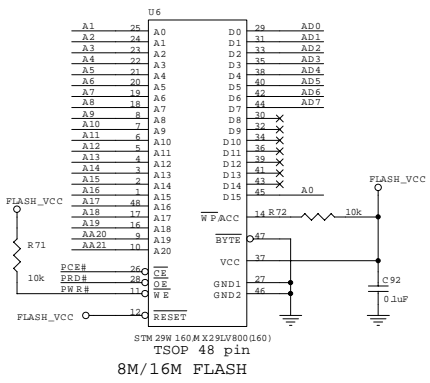 U6
A1 25 A0 D0 29 AD0
A2 24 A1 D1 31 AD1
A3 23 A2 D2 33 AD2
A4 22 A3 D3 35 AD3
A5 21 A4 D4 38 AD4
A6 20 A5 D5 40 AD5
A7 19 A6 D6 42 AD6
A8 18 A7 D7 44 AD7
A9 8 A8 D8 30
A10 7 A9 D9 32
A11 6 A10 D10 34
A12 5 A11 D11 36
A13 4 A12 D12 39
A14 3 A13 D13 41
A15 2 A14 D14 43
A16 1 A15 D15 45 A0
A17 48 A16
A18 17 A17 WP/ACC 14 R72 10k
A19 16 A18
AA20 9 A19 BYTE 47
AA21 10 A20
FLASH_VCC
FLASH_VCC
R71
10k
VCC 37
PCE# 26 CE
PRD# 28 OE GND1 27
PWR# 11 WE GND2 46
C92
0.1uF
FLASH_VCC 12 RESET
STM29W160/MX29LV800(160)
TSOP 48 pin
8M/16M FLASH